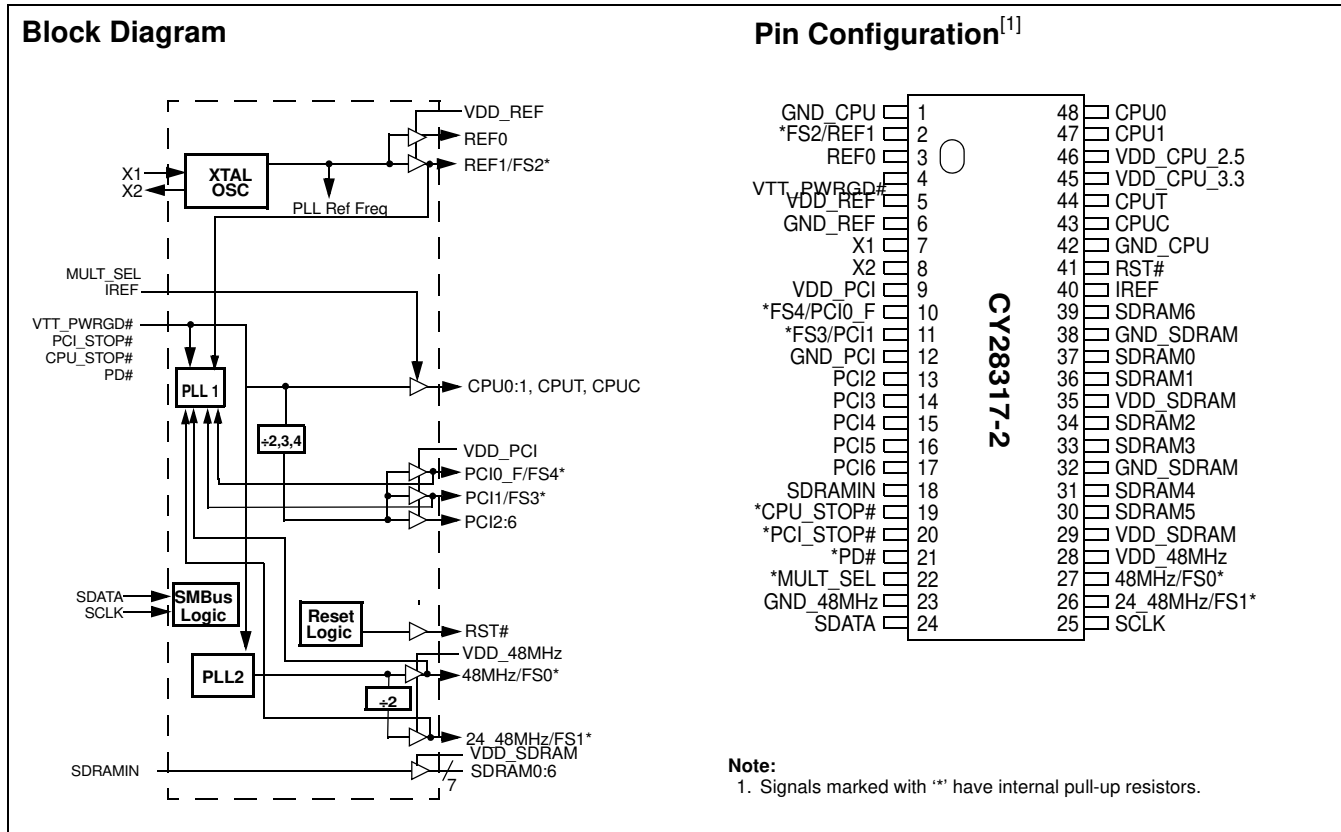 Block Diagram
VDD_REF
REF0
REF1/FS2*
X1
X2
XTAL
OSC
PLL Ref Freq
MULT_SEL
IREF
VTT_PWRGD#
PCI_STOP#
CPU_STOP#
PD#
PLL 1
CPU0:1, CPUT, CPUC
÷2,3,4
VDD_PCI
PCI0_F/FS4*
PCI1/FS3*
PCI2:6
SDATA
SCLK
SMBus
Logic
Reset
Logic
RST#
VDD_48MHz
PLL2
48MHz/FS0*
÷2
24_48MHz/FS1*
VDD_SDRAM
SDRAMIN
SDRAM0:6
7
Pin Configuration[1]
GND_CPU 1
*FS2/REF1 2
REF0 3
VTT_PWRGD# 4
VDD_REF 5
GND_REF 6
X1 7
X2 8
VDD_PCI 9
*FS4/PCI0_F 10
*FS3/PCI1 11
GND_PCI 12
PCI2 13
PCI3 14
PCI4 15
PCI5 16
PCI6 17
SDRAMIN 18
*CPU_STOP# 19
*PCI_STOP# 20
*PD# 21
*MULT_SEL 22
GND_48MHz 23
SDATA 24
CY28317-2
48 CPU0
47 CPU1
46 VDD_CPU_2.5
45 VDD_CPU_3.3
44 CPUT
43 CPUC
42 GND_CPU
41 RST#
40 IREF
39 SDRAM6
38 GND_SDRAM
37 SDRAM0
36 SDRAM1
35 VDD_SDRAM
34 SDRAM2
33 SDRAM3
32 GND_SDRAM
31 SDRAM4
30 SDRAM5
29 VDD_SDRAM
28 VDD_48MHz
27 48MHz/FS0*
26 24_48MHz/FS1*
25 SCLK
Note:
1. Signals marked with ‘*’ have internal pull-up resistors.